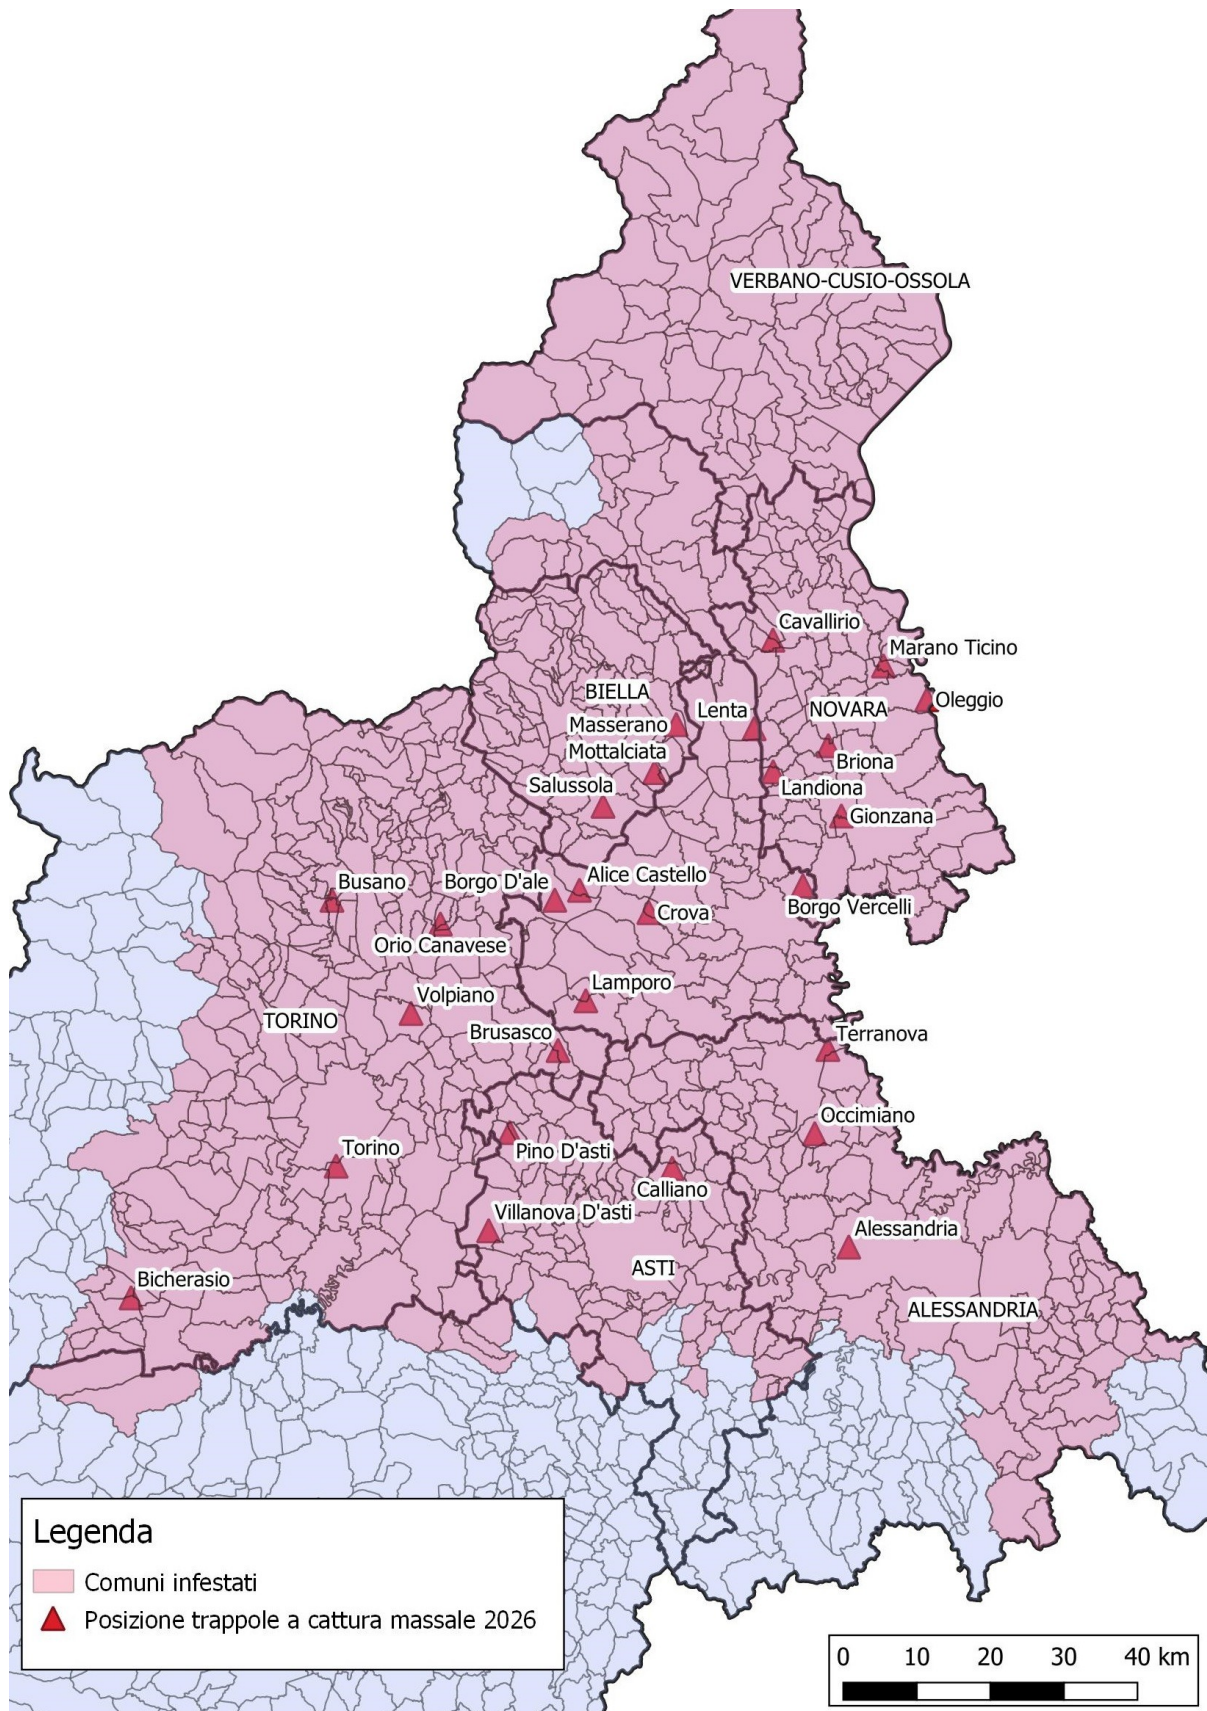 VERBANO-CUSIO-OSSOLA
Cavallirio
Marano Ticino
BIELLA
Lenta
NOVARA
Oleggio
Masserano
Mottalciata
Briona
Salussola
Landiona
Gionzana
Busano
Borgo D'ale
Alice Castello
Crova
Borgo Vercelli
Orio Canavese
Lamporo
Volpiano
TORINO
Brusasco
Terranova
Occimiano
Torino
Pino D'asti
Calliano
Villanova D'asti
Alessandria
ASTI
Bicherasio
ALESSANDRIA
Legenda
Comuni infestati
Posizione trappole a cattura massale 2026
0 10 20 30 40 km